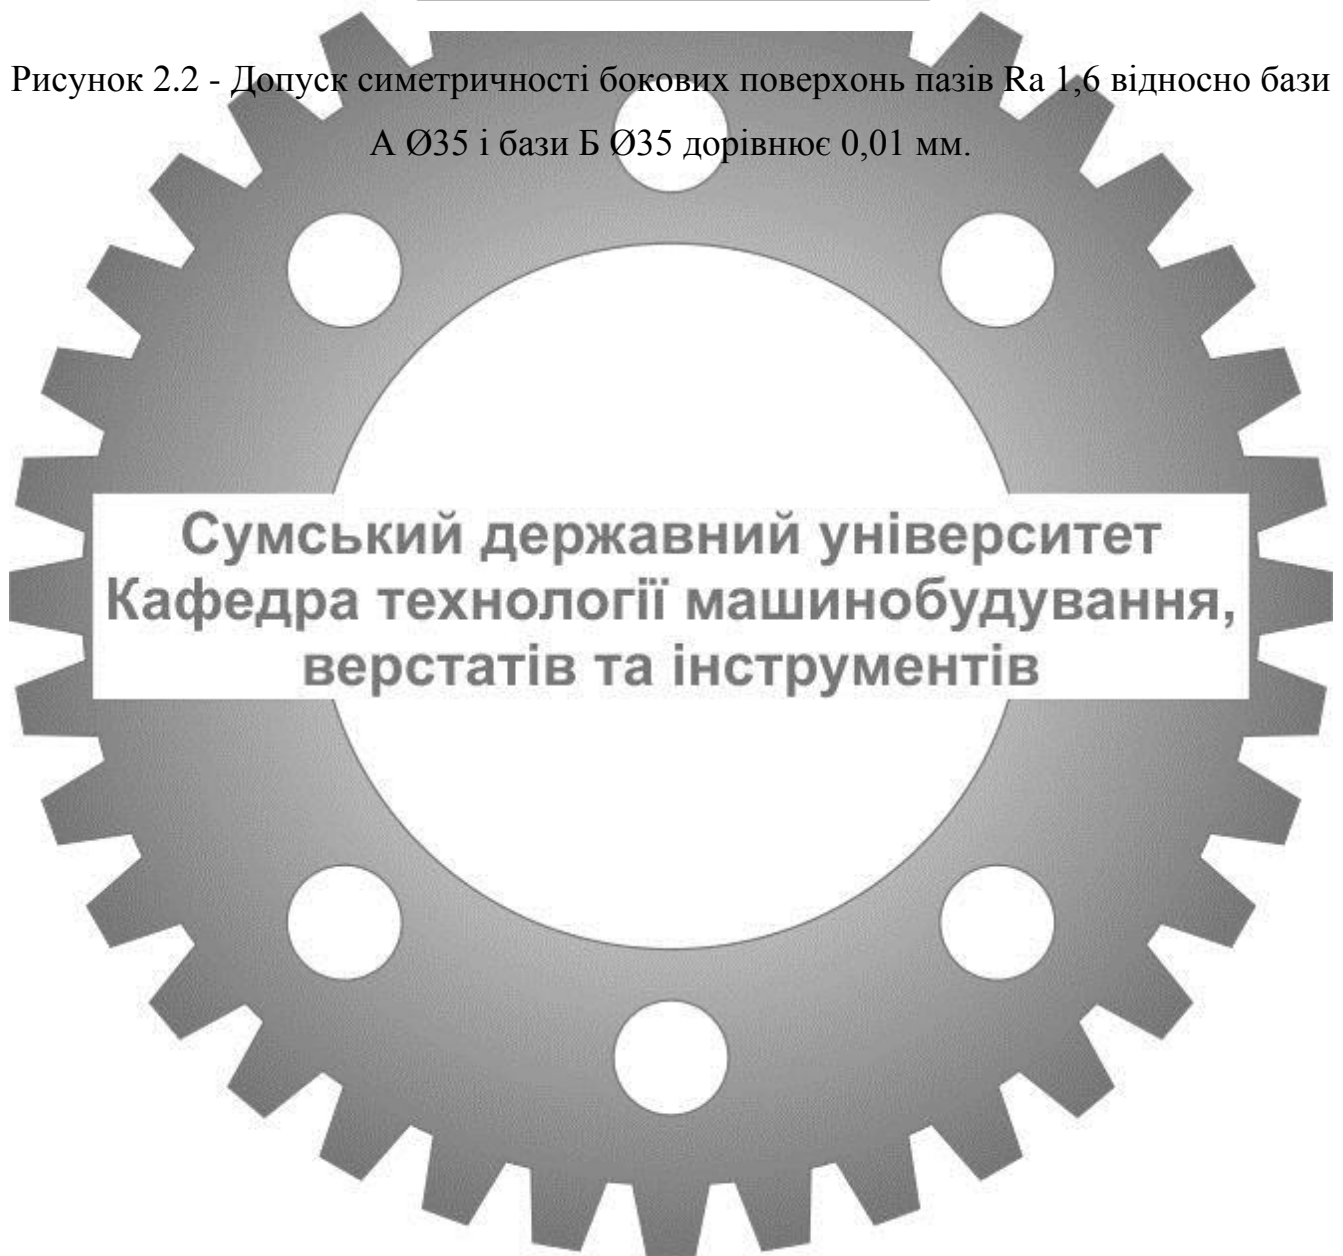 Рисунок 2.2 - Допуск симетричності бокових поверхонь пазів Ra 1,6 відносно бази
А Ø35 і бази Б Ø35 дорівнює 0,01 мм.
Сумський державний університет
Кафедра технології машинобудування,
верстатів та інструментів